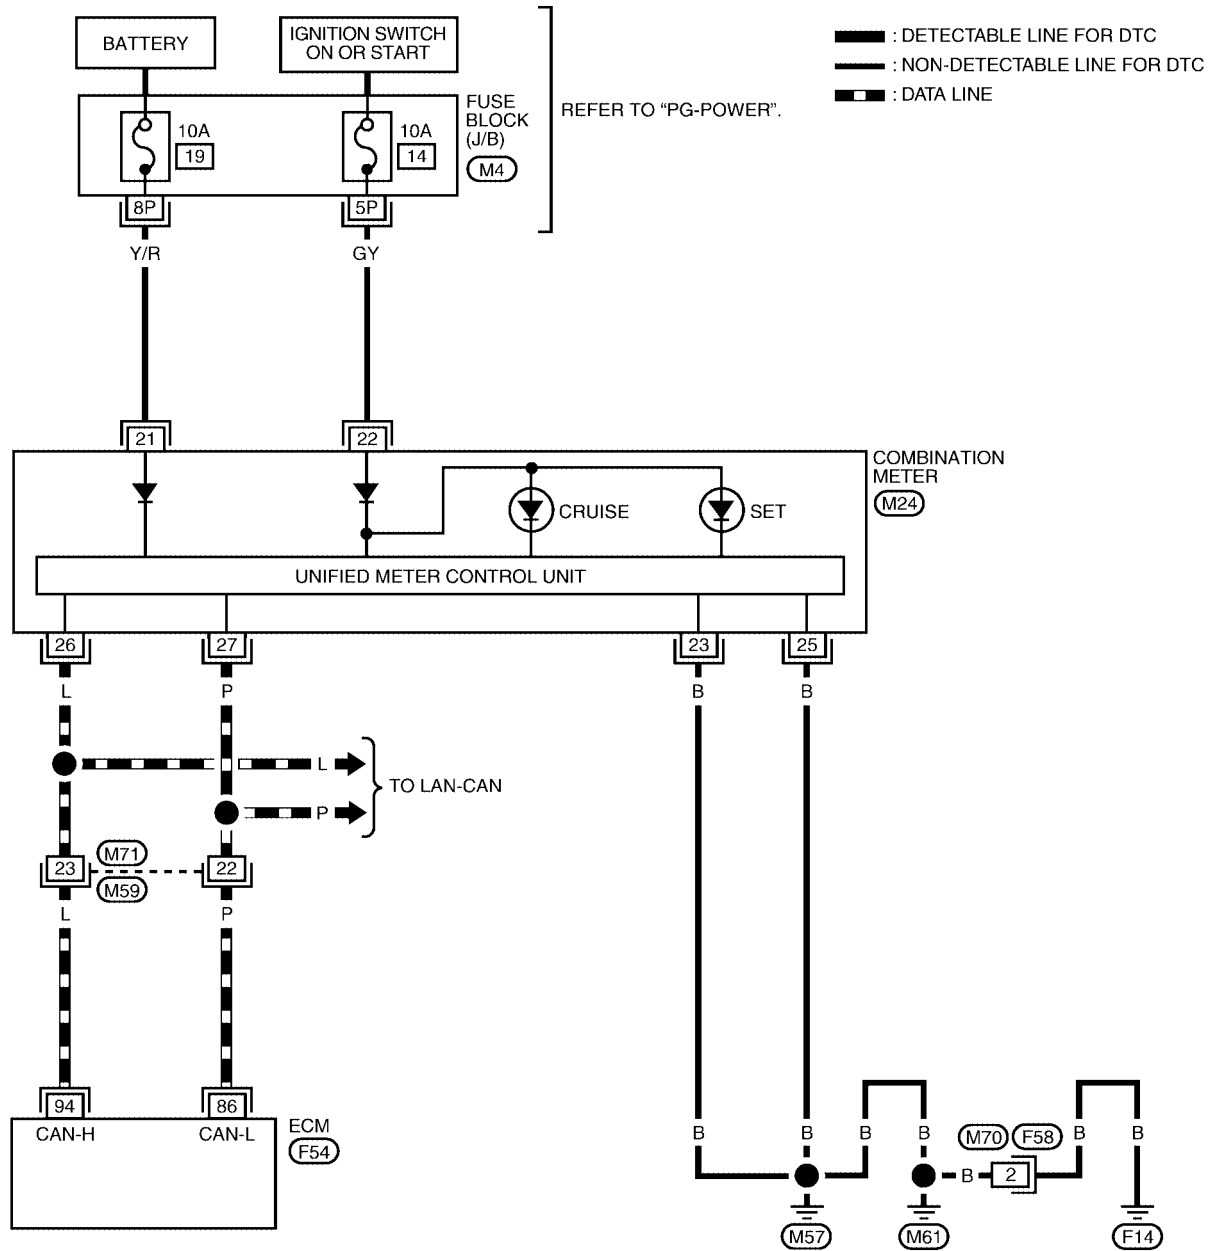 BATTERY
IGNITION SWITCH
ON OR START
: DETECTABLE LINE FOR DTC
: NON-DETECTABLE LINE FOR DTC
: DATA LINE
10A
19
10A
14
FUSE
BLOCK
(J/B)
M4
REFER TO “PG-POWER”.
8P
5P
Y/R
GY
21
22
COMBINATION
METER
M24
CRUISE
SET
UNIFIED METER CONTROL UNIT
26
27
23
25
L
P
B
B
L
P
TO LAN-CAN
23
M71
M59
22
L
P
94
86
CAN-H
CAN-L
ECM
F54
B
B
B
B
M70
F58
B
B
B
2
M57
M61
F14